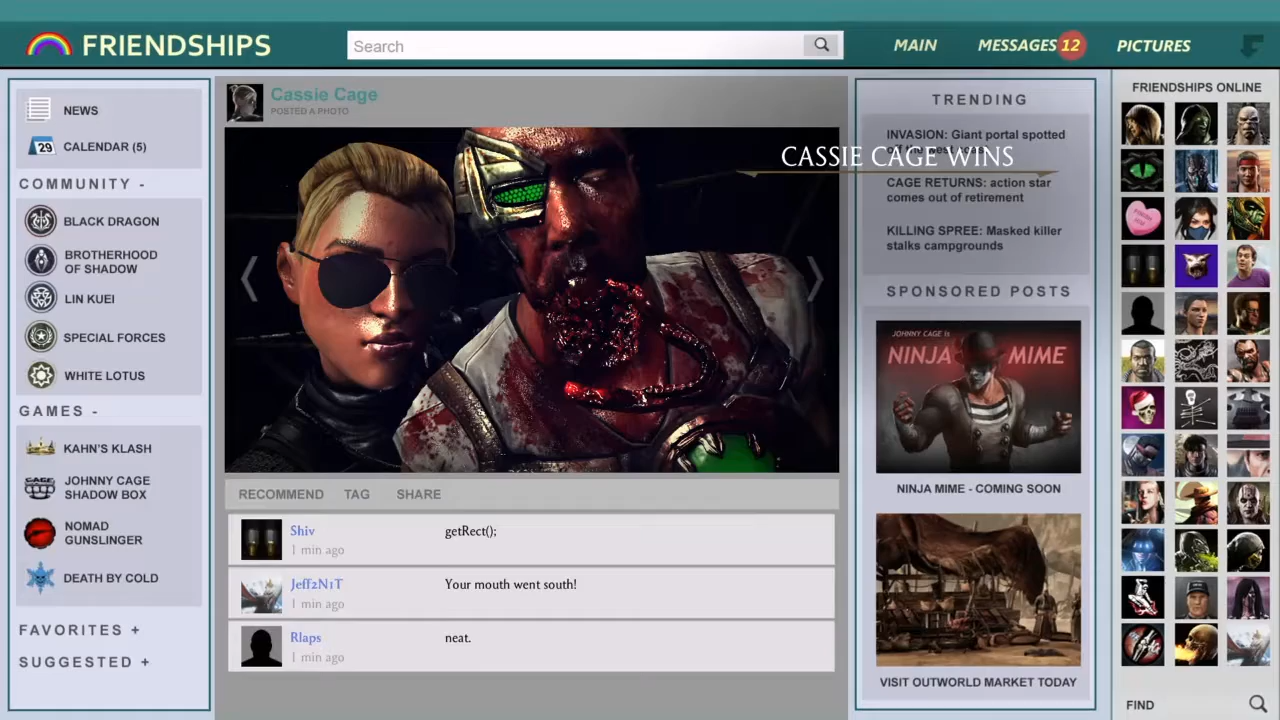 FRIENDSHIPS
Search
MAIN
MESSAGES 12
PICTURES
NEWS
29
CALENDAR (5)
COMMUNITY -
BLACK DRAGON
BROTHERHOOD
OF SHADOW
LIN KUEI
SPECIAL FORCES
WHITE LOTUS
GAMES -
KAHN'S KLASH
CAGE
JOHNNY CAGE
SHADOW BOX
NOMAD
GUNSLINGER
DEATH BY COLD
FAVORITES +
SUGGESTED +
Cassie Cage
POSTED A PHOTO
CASSIE CAGE WINS
RECOMMEND
TAG
SHARE
Shiv
getRect();
1 min ago
Jeff2N1T
Your mouth went south!
1 min ago
Rlaps
neat.
1 min ago
TRENDING
INVASION: Giant portal spotted
off the west coast
CAGE RETURNS: action star
comes out of retirement
KILLING SPREE: Masked killer
stalks campgrounds
SPONSORED POSTS
JOHNNY CAGE is
NINJA MIME
NINJA MIME - COMING SOON
VISIT OUTWORLD MARKET TODAY
FRIENDSHIPS ONLINE
FIND